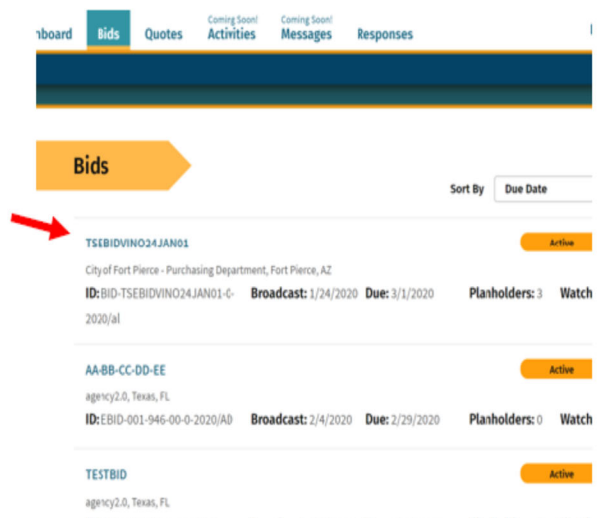 Coming Soon! Coming Soon!
nboard Bids Quotes Activities Messages Responses
Bids
Sort By Due Date
TSEBIDVINO24JAN01 Active
City of Fort Pierce - Purchasing Department, Fort Pierce, AZ
ID: BID-TSEBIDVINO24JAN01-0- Broadcast: 1/24/2020 Due: 3/1/2020 Planholders: 3 Watch
2020/al
AA-BB-CC-DD-EE Active
agency2.0, Texas, FL
ID: EBID-001-946-00-0-2020/AD Broadcast: 2/4/2020 Due: 2/29/2020 Planholders: 0 Watch
TESTBID Active
agency2.0, Texas, FL